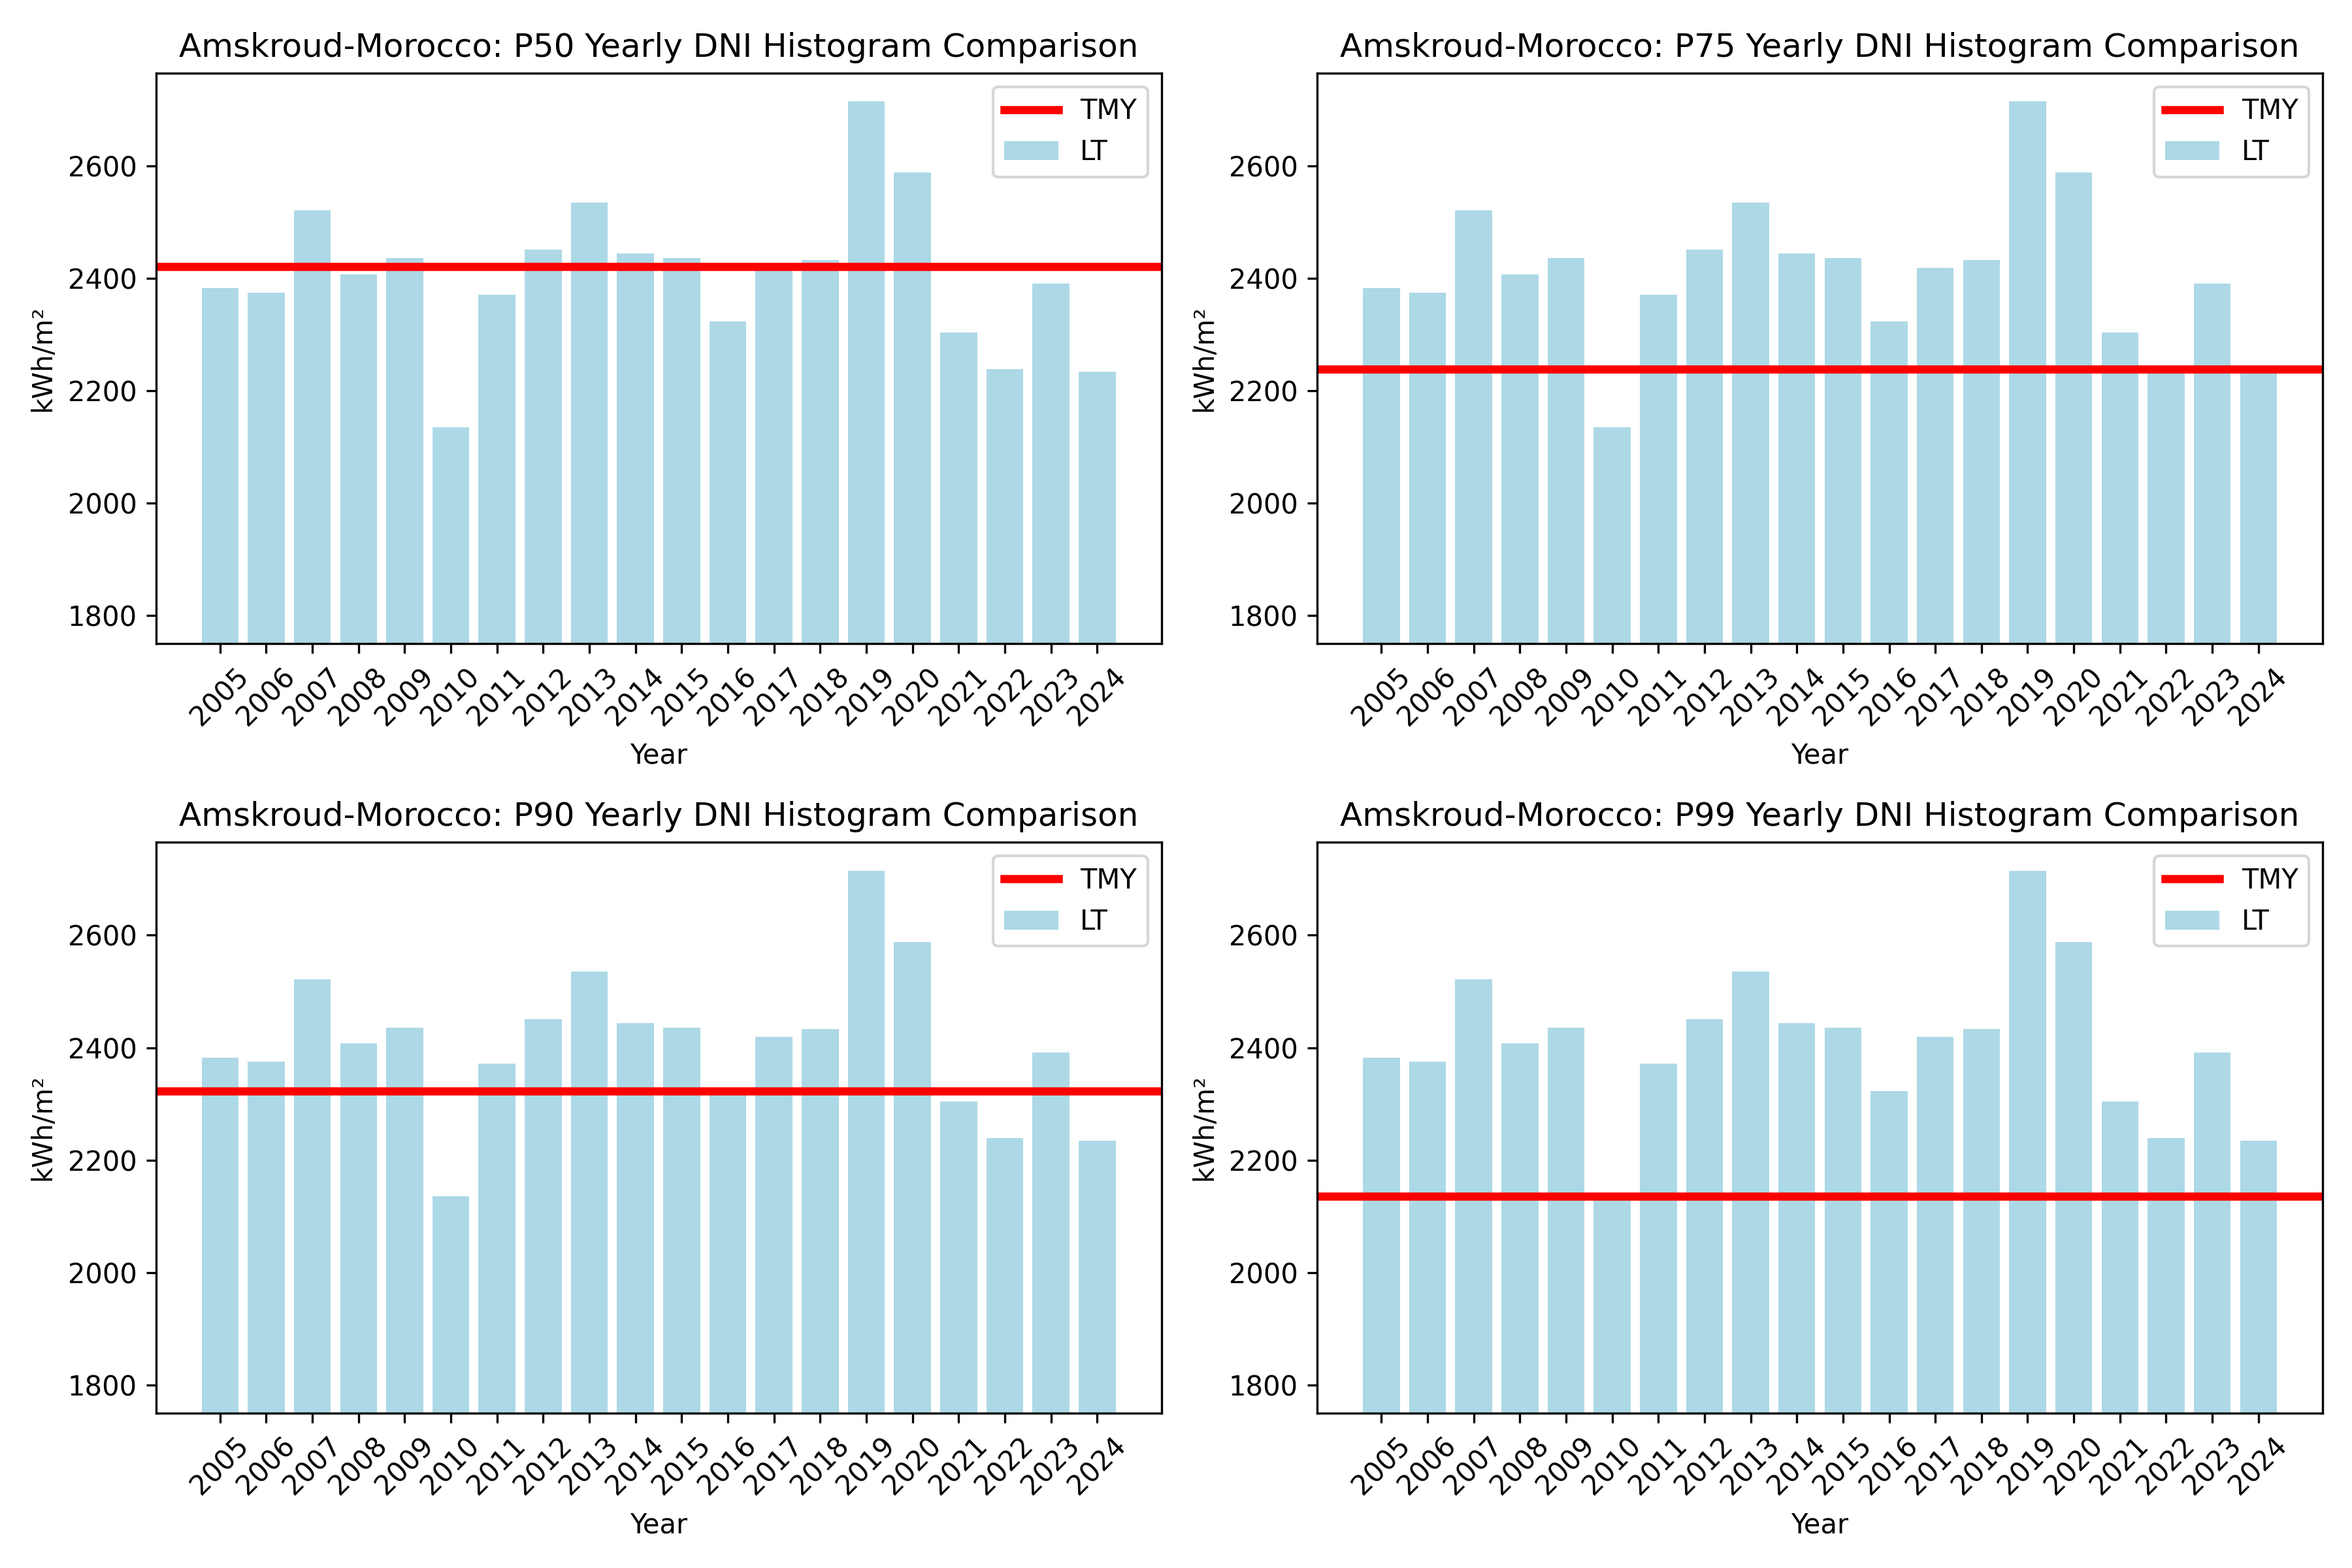 Amskroud-Morocco: P50 Yearly DNI Histogram Comparison
TMY
LT
kWh/m²
2600
2400
2200
2000
1800
2005 2006 2007 2008 2009 2010 2011 2012 2013 2014 2015 2016 2017 2018 2019 2020 2021 2022 2023 2024
Year
Amskroud-Morocco: P75 Yearly DNI Histogram Comparison
TMY
LT
kWh/m²
2600
2400
2200
2000
1800
2005 2006 2007 2008 2009 2010 2011 2012 2013 2014 2015 2016 2017 2018 2019 2020 2021 2022 2023 2024
Year
Amskroud-Morocco: P90 Yearly DNI Histogram Comparison
TMY
LT
kWh/m²
2600
2400
2200
2000
1800
2005 2006 2007 2008 2009 2010 2011 2012 2013 2014 2015 2016 2017 2018 2019 2020 2021 2022 2023 2024
Year
Amskroud-Morocco: P99 Yearly DNI Histogram Comparison
TMY
LT
kWh/m²
2600
2400
2200
2000
1800
2005 2006 2007 2008 2009 2010 2011 2012 2013 2014 2015 2016 2017 2018 2019 2020 2021 2022 2023 2024
Year